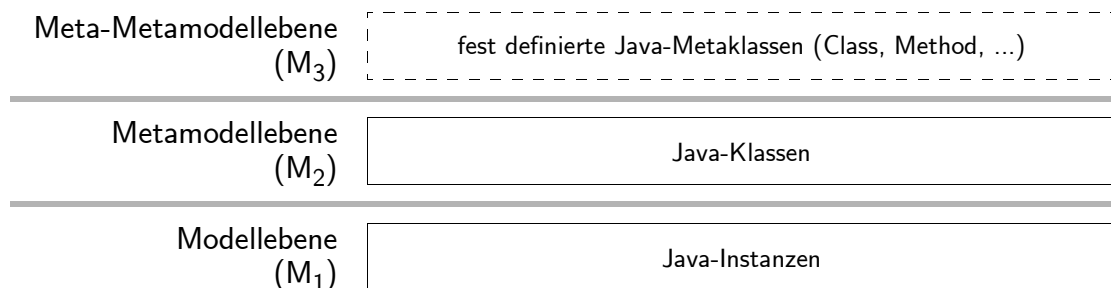 Meta-Metamodellebene
(M₃)
fest definierte Java-Metaklassen (Class, Method, ...)
Metamodellebene
(M₂)
Java-Klassen
Modellebene
(M₁)
Java-Instanzen